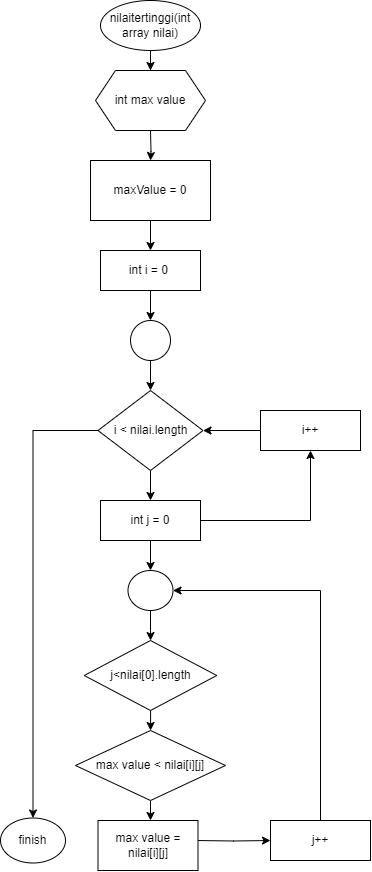 nilaitertinggi(int
array nilai)
int max value
maxValue = 0
int i = 0
i < nilai.length
i++
int j = 0
j<nilai[0].length
max value < nilai[i][j]
finish
max value =
nilai[i][j]
j++